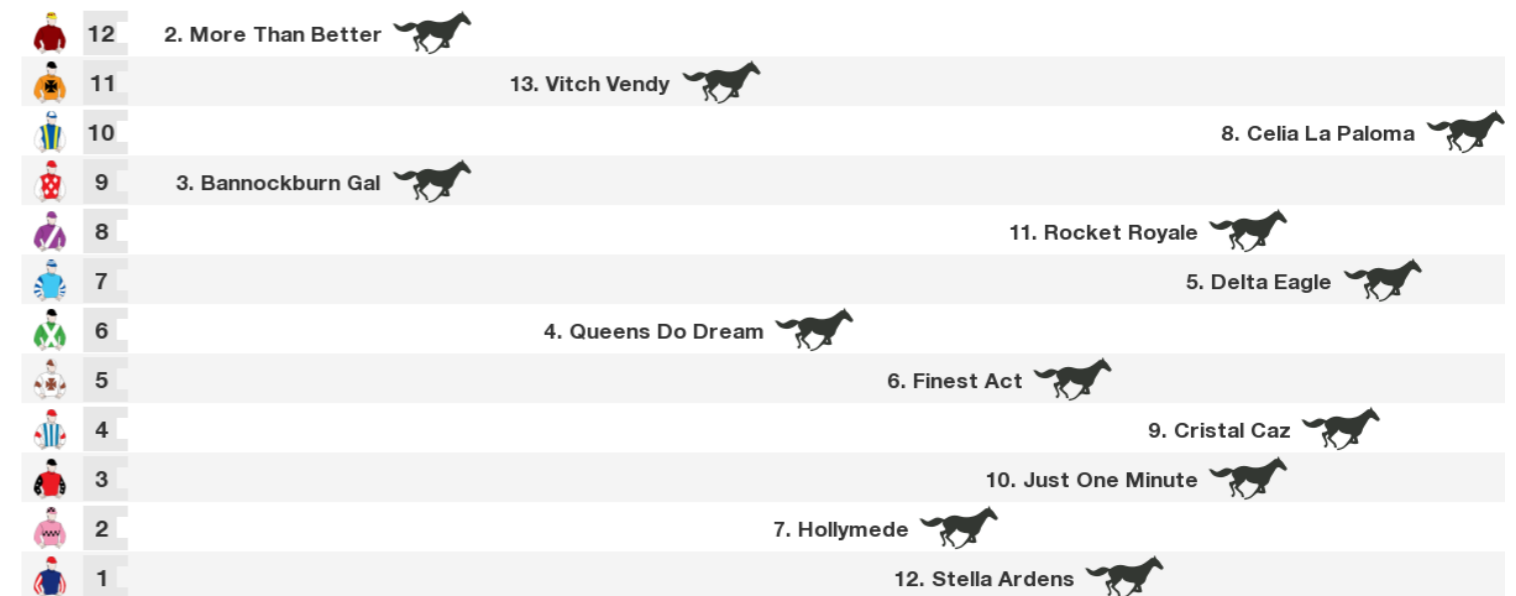 12 2. More Than Better
11 13. Vitch Vendy
10 8. Celia La Paloma
9 3. Bannockburn Gal
8 11. Rocket Royale
7 5. Delta Eagle
6 4. Queens Do Dream
5 6. Finest Act
4 9. Cristal Caz
3 10. Just One Minute
2 7. Hollymede
1 12. Stella Ardens